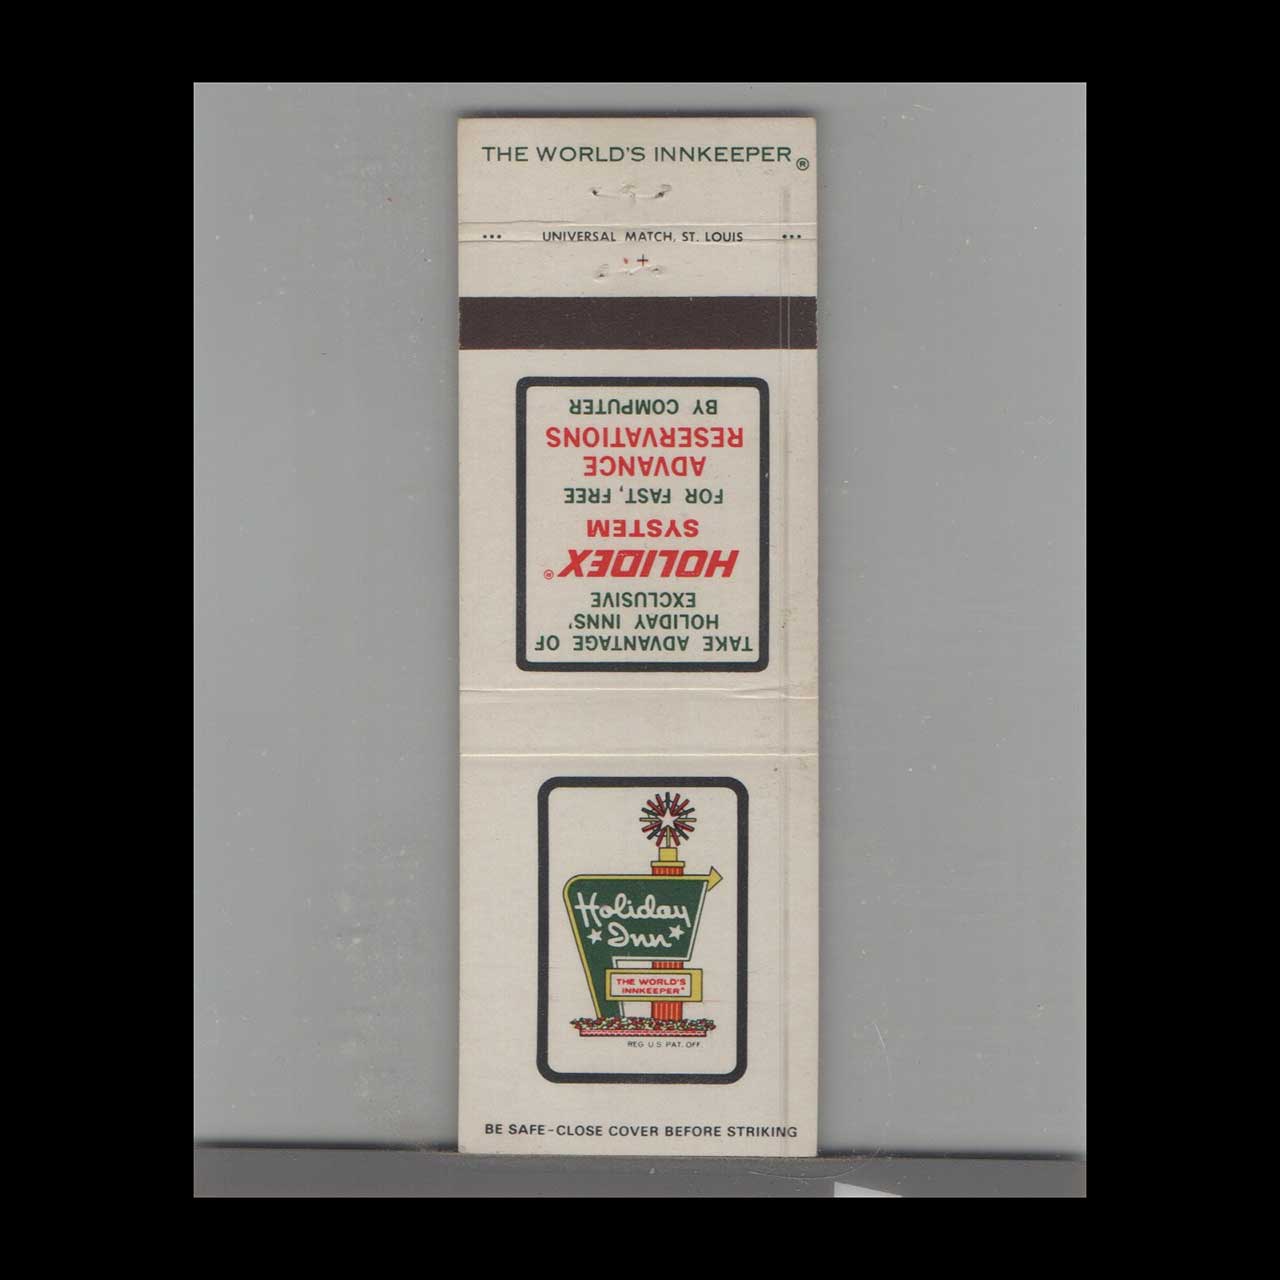 THE WORLD'S INNKEEPER®
••• UNIVERSAL MATCH, ST. LOUIS •••
TAKE ADVANTAGE OF
HOLIDAY INNS'
EXCLUSIVE
HOLIDEX®
SYSTEM
FOR FAST, FREE
ADVANCE
RESERVATIONS
BY COMPUTER
Holiday
Inn
THE WORLD'S
INNKEEPER®
REG U.S. PAT. OFF.
BE SAFE-CLOSE COVER BEFORE STRIKING